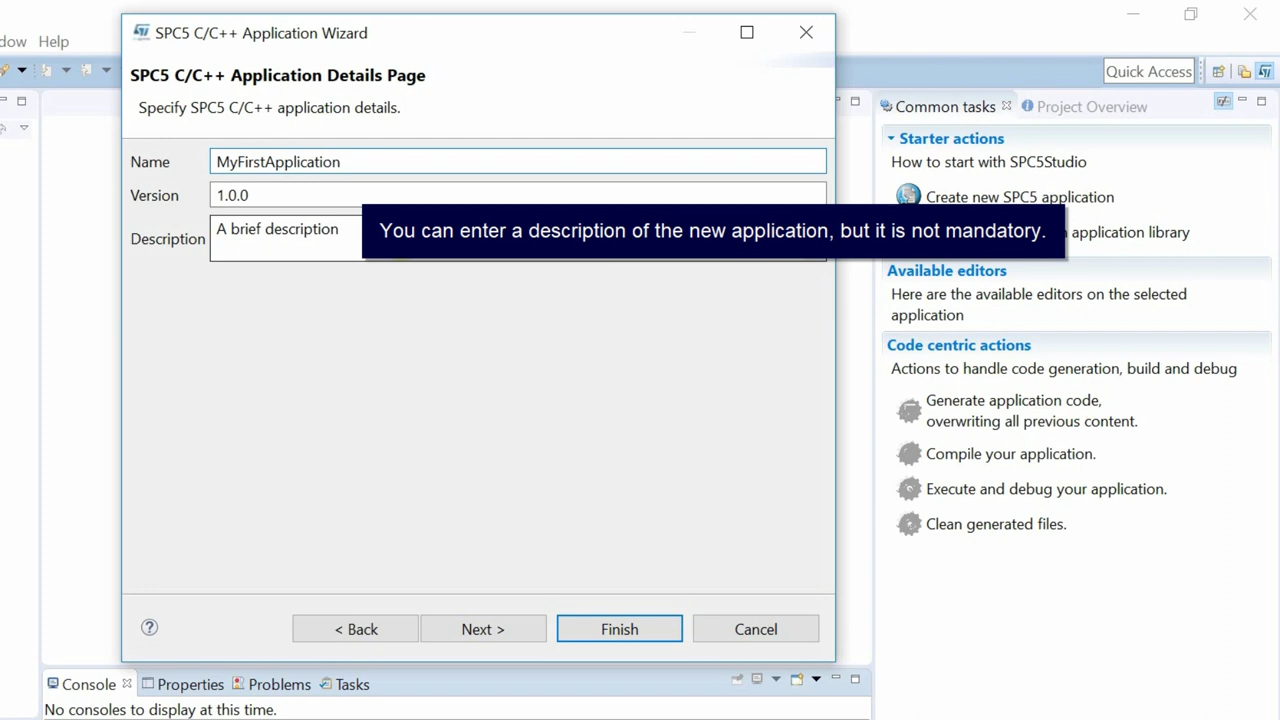 SPC5 C/C++ Application Wizard
dow Help
SPC5 C/C++ Application Details Page
Quick Access
Specify SPC5 C/C++ application details.
Common tasks
Project Overview
Starter actions
How to start with SPC5Studio
Name MyFirstApplication
Version 1.0.0
Create new SPC5 application
Description A brief description
You can enter a description of the new application, but it is not mandatory.
application library
Available editors
Here are the available editors on the selected
application
Code centric actions
Actions to handle code generation, build and debug
Generate application code,
overwriting all previous content.
Compile your application.
Execute and debug your application.
Clean generated files.
< Back Next > Finish Cancel
Console Properties Problems Tasks
No consoles to display at this time.